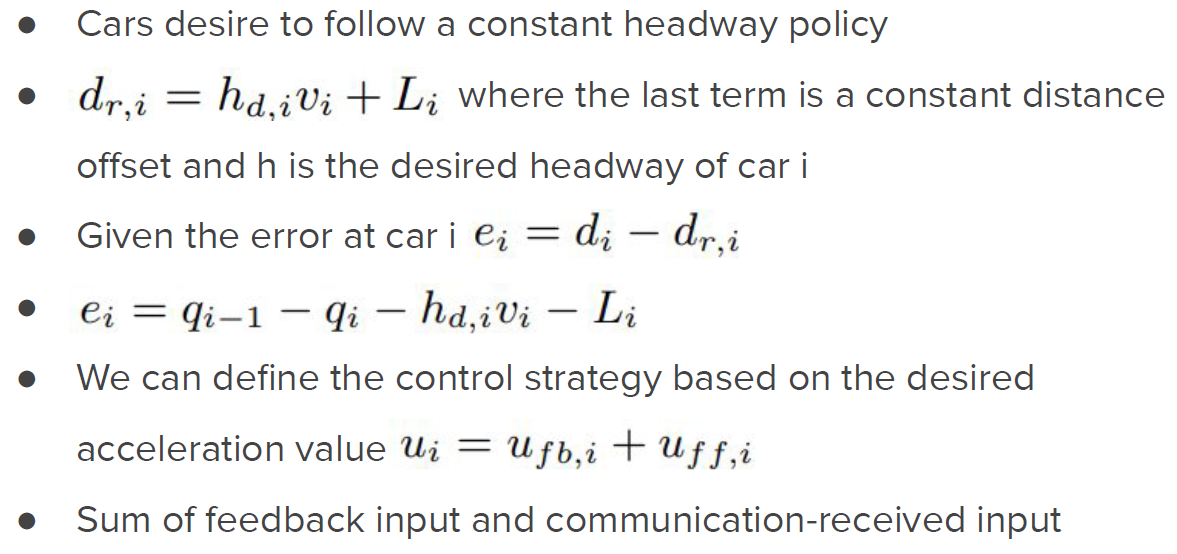 ● Cars desire to follow a constant headway policy
● $d_{r,i} = h_{d,i}v_i + L_i$ where the last term is a constant distance
offset and h is the desired headway of car i
● Given the error at car i $e_i = d_i - d_{r,i}$
● $e_i = q_{i-1} - q_i - h_{d,i}v_i - L_i$
● We can define the control strategy based on the desired
acceleration value $u_i = u_{fb,i} + u_{ff,i}$
● Sum of feedback input and communication-received input